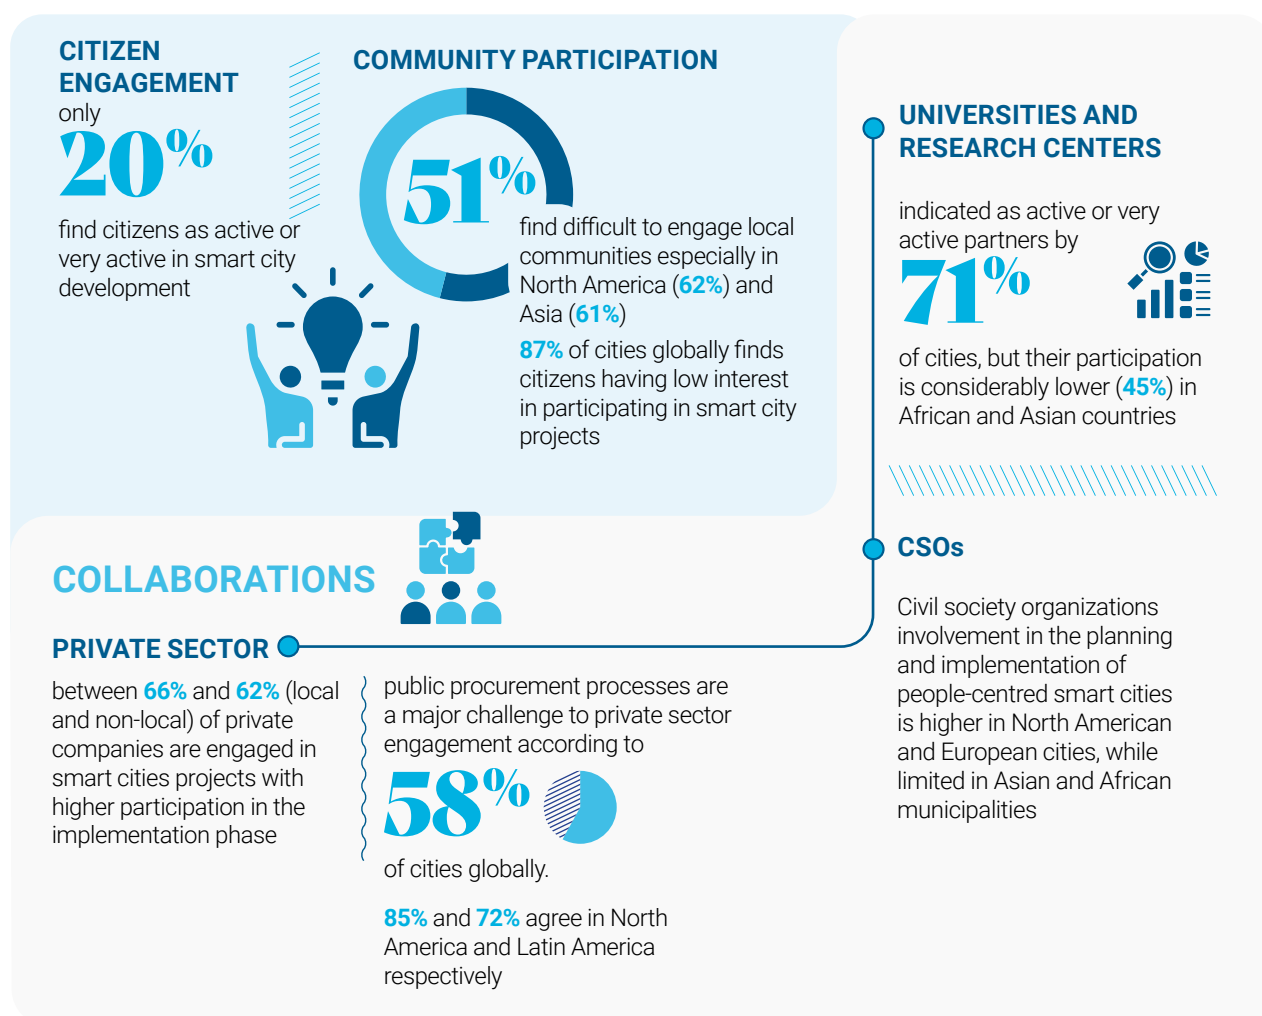 CITIZEN
ENGAGEMENT
only
20%
find citizens as active or
very active in smart city
development
COMMUNITY PARTICIPATION
51%
find difficult to engage local
communities especially in
North America (62%) and
Asia (61%)
87% of cities globally finds
citizens having low interest
in participating in smart city
projects
COLLABORATIONS
PRIVATE SECTOR
between 66% and 62% (local
and non-local) of private
companies are engaged in
smart cities projects with
higher participation in the
implementation phase
public procurement processes are
a major challenge to private sector
engagement according to
58%
of cities globally.
85% and 72% agree in North
America and Latin America
respectively
UNIVERSITIES AND
RESEARCH CENTERS
indicated as active or very
active partners by
71%
of cities, but their participation
is considerably lower (45%) in
African and Asian countries
CSOs
Civil society organizations
involvement in the planning
and implementation of
people-centred smart cities
is higher in North American
and European cities, while
limited in Asian and African
municipalities